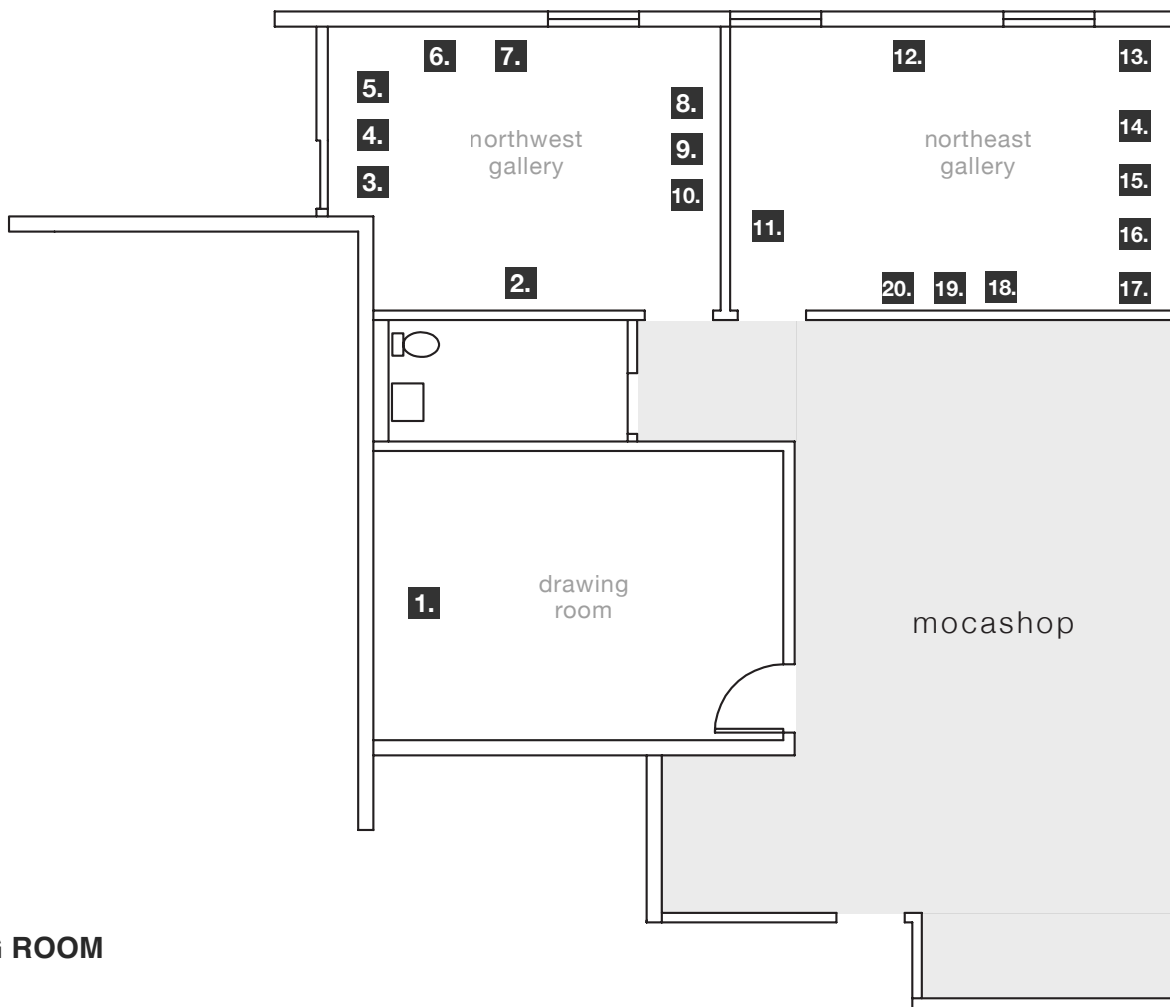 6. 7. 12. 13.
5.
8.
4. northwest northeast 14.
gallery gallery
9.
3. 15.
10.
11. 16.
2. 20. 19. 18. 17.
drawing
room
1.
mocashop
ROOM